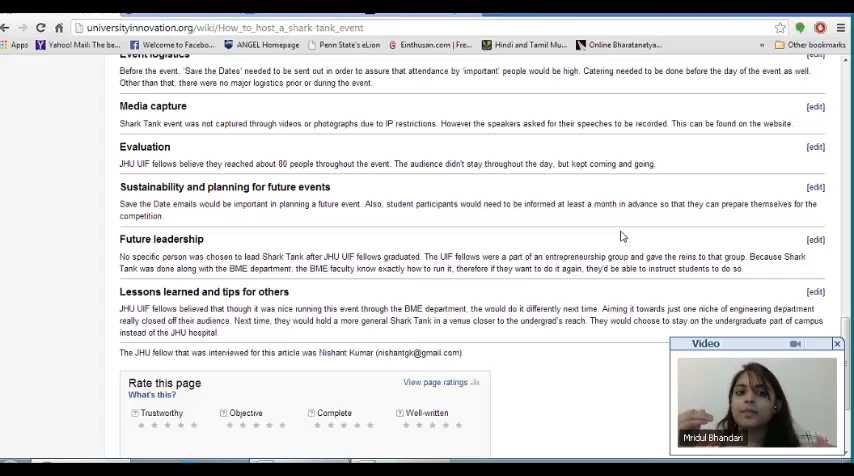 universityinnovation.org/wiki/How_to_host_a_shark-tank_event
Apps Yahoo! Mail: The be... Welcome to Facebo... ANGEL Homepage Penn State's eLion Einthusan.com | Fre... Hindi and Tamil Mu... Online Bharatanatya... » Other bookmarks
Event logistics [edit]
Before the event, 'Save the Dates' needed to be sent out in order to assure that attendance by 'important' people would be high. Catering needed to be done before the day of the event as well.
Other than that, there were no major logistics prior or during the event.
Media capture [edit]
Shark Tank event was not captured through videos or photographs due to IP restrictions. However the speakers asked for their speeches to be recorded. This can be found on the website.
Evaluation [edit]
JHU UIF fellows believe they reached about 80 people throughout the event. The audience didn't stay throughout the day, but kept coming and going.
Sustainability and planning for future events [edit]
Save the Date emails would be important in planning a future event. Also, student participants would need to be informed at least a month in advance so that they can prepare themselves for the
competition.
Future leadership [edit]
No specific person was chosen to lead Shark Tank after JHU UIF fellows graduated. The UIF fellows were a part of an entrepreneurship group and gave the reins to that group. Because Shark
Tank was done along with the BME department, the BME faculty know exactly how to run it, therefore if they want to do it again, they'd be able to instruct students to do so.
Lessons learned and tips for others [edit]
JHU UIF fellows believed that though it was nice running this event through the BME department, the would do it differently next time. Aiming it towards just one niche of engineering department
really closed off their audience. Next time, they would hold a more general Shark Tank in a venue closer to the undergrad's reach. They would choose to stay on the undergraduate part of campus
instead of the JHU hospital.
The JHU fellow that was interviewed for this article was Nishant Kumar (nishantgk@gmail.com)
Rate this page View page ratings
What's this?
? Trustworthy ? Objective ? Complete ? Well-written
Video
Mridul Bhandari